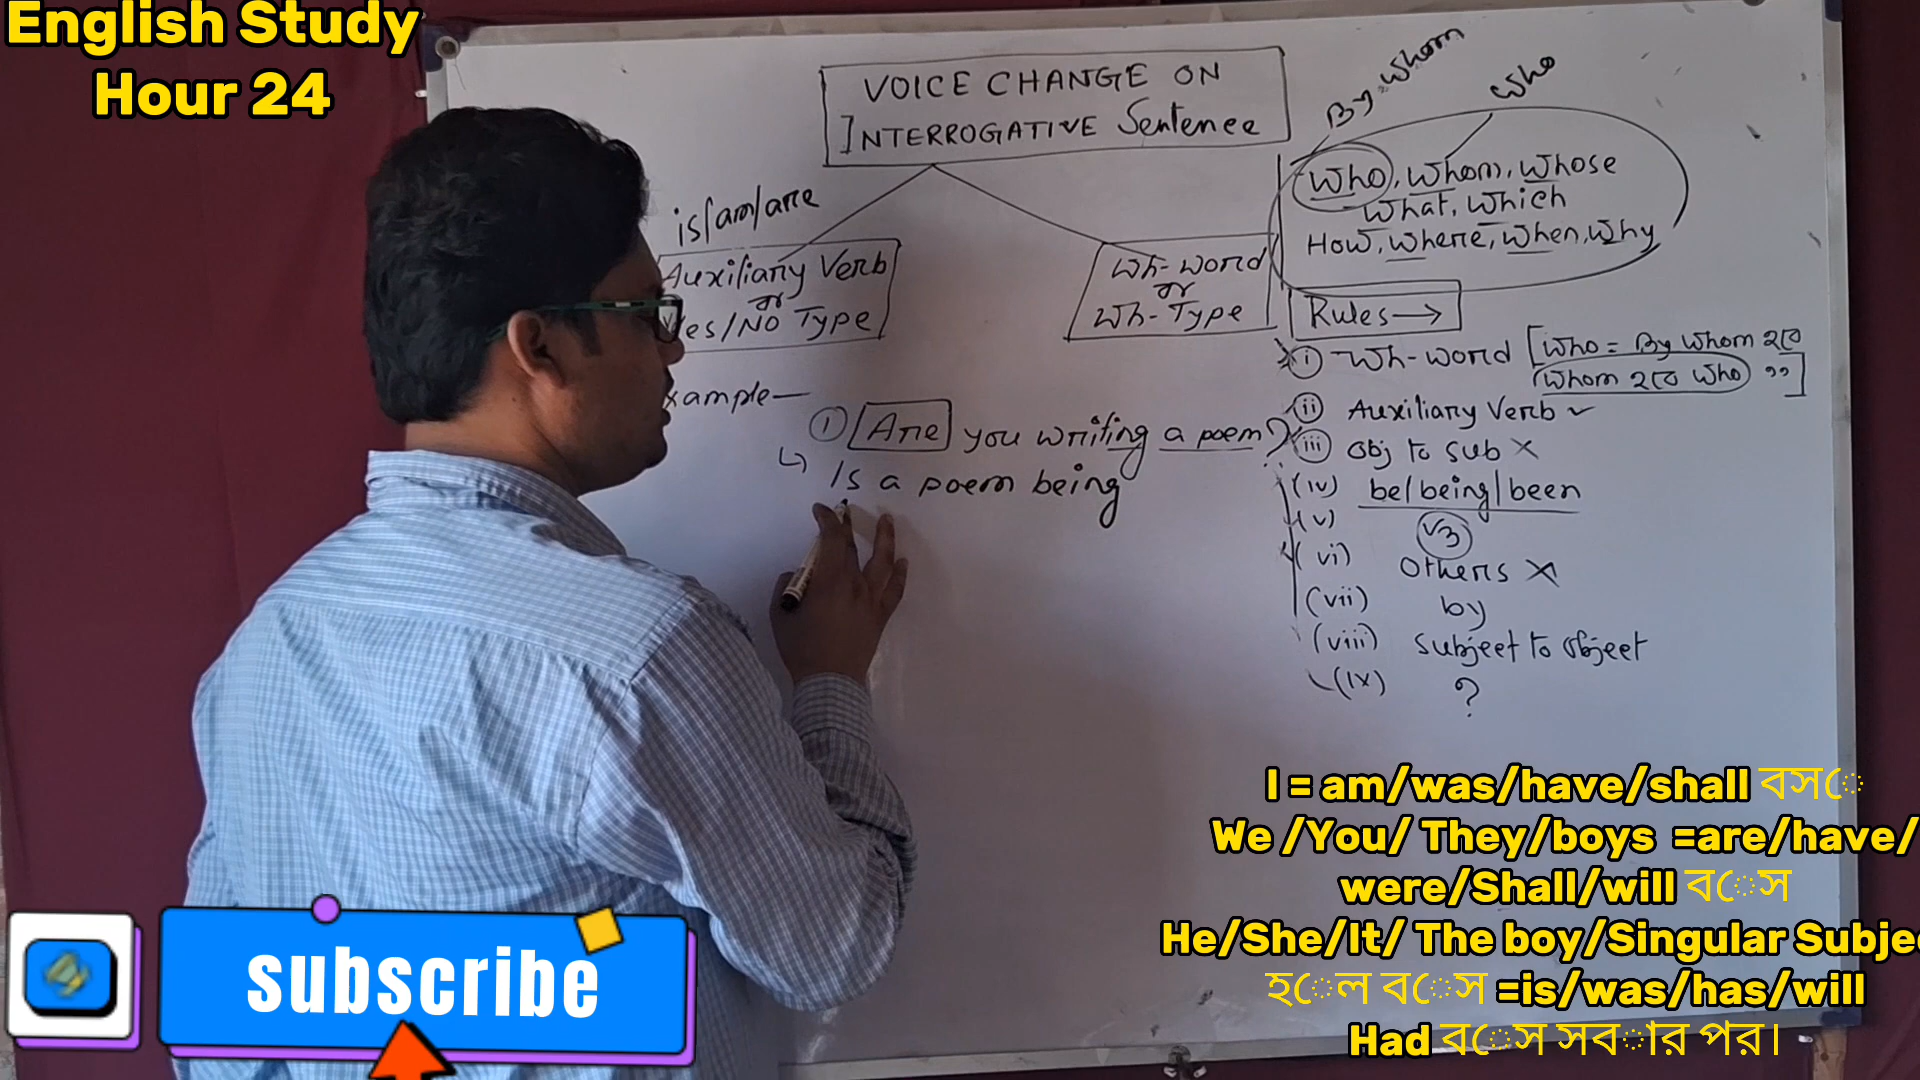 English Study
Hour 24
VOICE CHANGE ON
INTERROGATIVE Sentence
is/am/are
Auxiliary Verb
or
Yes/NO Type
Wh-word
or
Wh-Type
By whom
who
Who, Whom, Whose
What, Which
How, Where, When, Why
Rules→
(i) Wh-word [Who = By whom হবে
Whom হবে Who ,,]
(ii) Auxiliary Verb ✓
(iii) Obj to sub ×
(iv) be/being/been
(v) V3
(vi) Others ×
(vii) by
(viii) Subject to Object
(ix) ?
xample—
① Are you writing a poem?
↳ Is a poem being
I = am/was/have/shall বসে
We /You/ They/boys =are/have/
were/Shall/will বেস
He/She/It/ The boy/Singular Subje
হেল বেস =is/was/has/will
Had বেস সবার পর।
subscribe